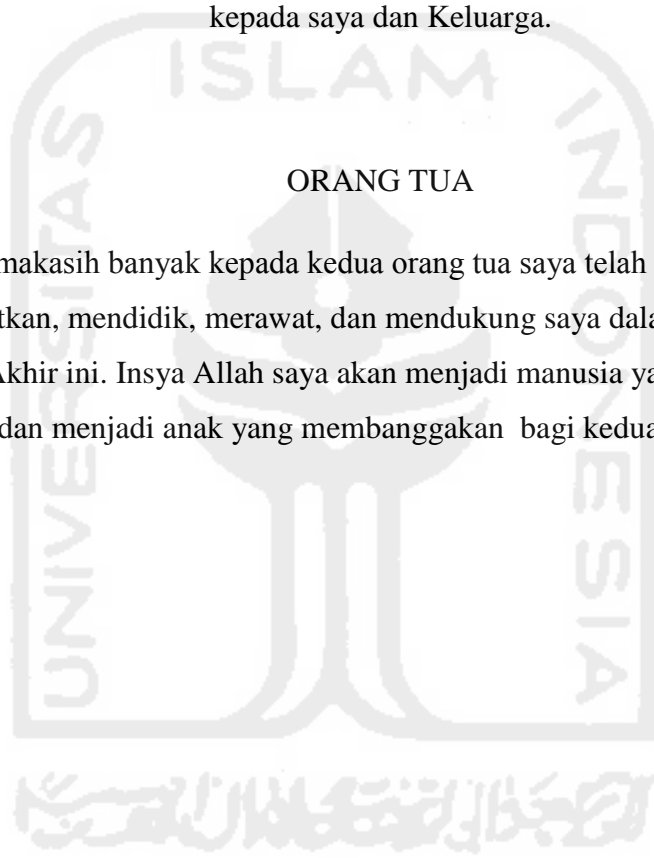 kepada saya dan Keluarga.
ISLAM
UNIVERSITAS
INDONESIA
ORANG TUA
makasih banyak kepada kedua orang tua saya telah
tkan, mendidik, merawat, dan mendukung saya dala
Akhir ini. Insya Allah saya akan menjadi manusia ya
dan menjadi anak yang membanggakan bagi kedua